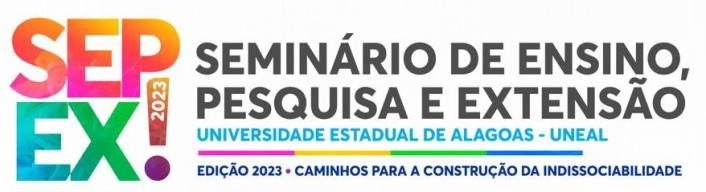 SEP
EX!
2023
SEMINÁRIO DE ENSINO,
PESQUISA E EXTENSÃO
UNIVERSIDADE ESTADUAL DE ALAGOAS - UNEAL
EDIÇÃO 2023 • CAMINHOS PARA A CONSTRUÇÃO DA INDISSOCIABILIDADE